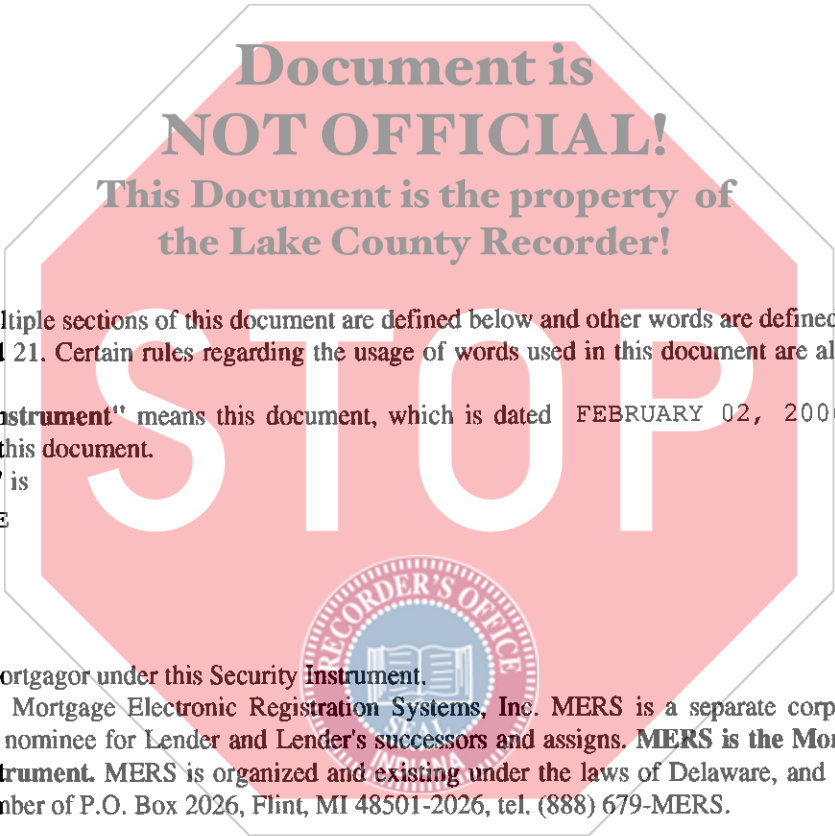 Document is
NOT OFFICIAL!
This Document is the property of
the Lake County Recorder!
ltiple sections of this document are defined below and other words are defined
21. Certain rules regarding the usage of words used in this document are al
nstrument" means this document, which is dated FEBRUARY 02, 200
this document.
" is
E
STOP
RECORDER'S OFFICE
ortgagor under this Security Instrument.
Mortgage Electronic Registration Systems, Inc. MERS is a separate corp
nominee for Lender and Lender's successors and assigns. MERS is the Mor
trument. MERS is organized and existing under the laws of Delaware, and
SEAL
INDIANA
mber of P.O. Box 2026, Flint, MI 48501-2026, tel. (888) 679-MERS.